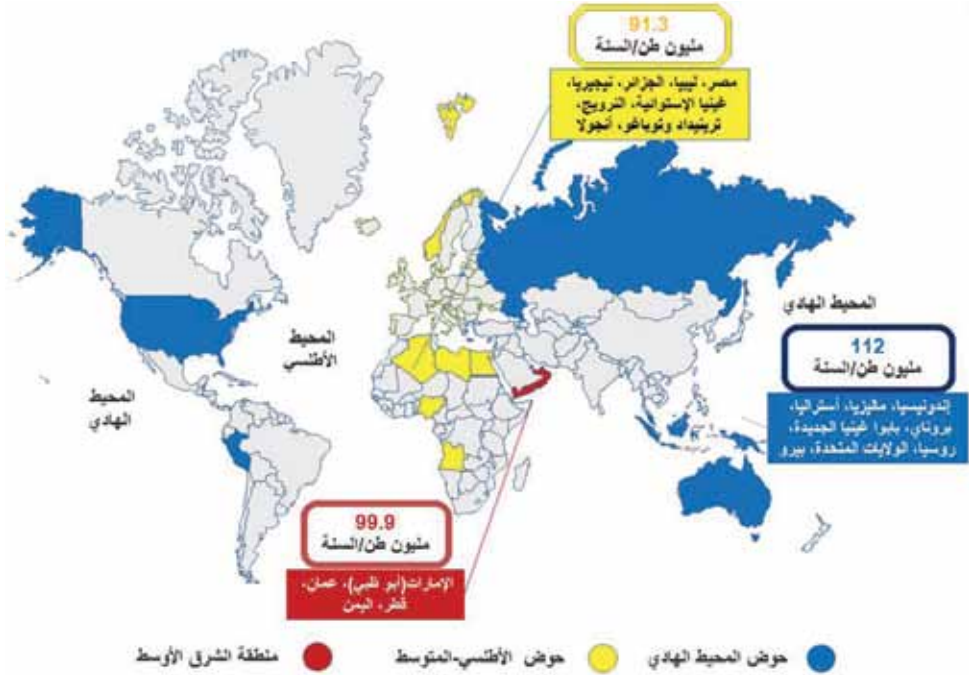 91.3
مليون طن/السنة
مصر، ليبيا، الجزائر، نيجيريا،
غينيا الإستوائية، النرويج،
ترينيداد وتوباغو، أنجولا
المحيط الهادي
112
مليون طن/السنة
إندونيسيا، ماليزيا، أستراليا،
بروناي، بابوا غينيا الجديدة،
روسيا، الولايات المتحدة، بيرو
المحيط
الأطلسي
المحيط
الهادي
99.9
مليون طن/السنة
الإمارات(أبو ظبي)، عمان،
قطر، اليمن
حوض المحيط الهادي
حوض الأطلسي-المتوسط
منطقة الشرق الأوسط